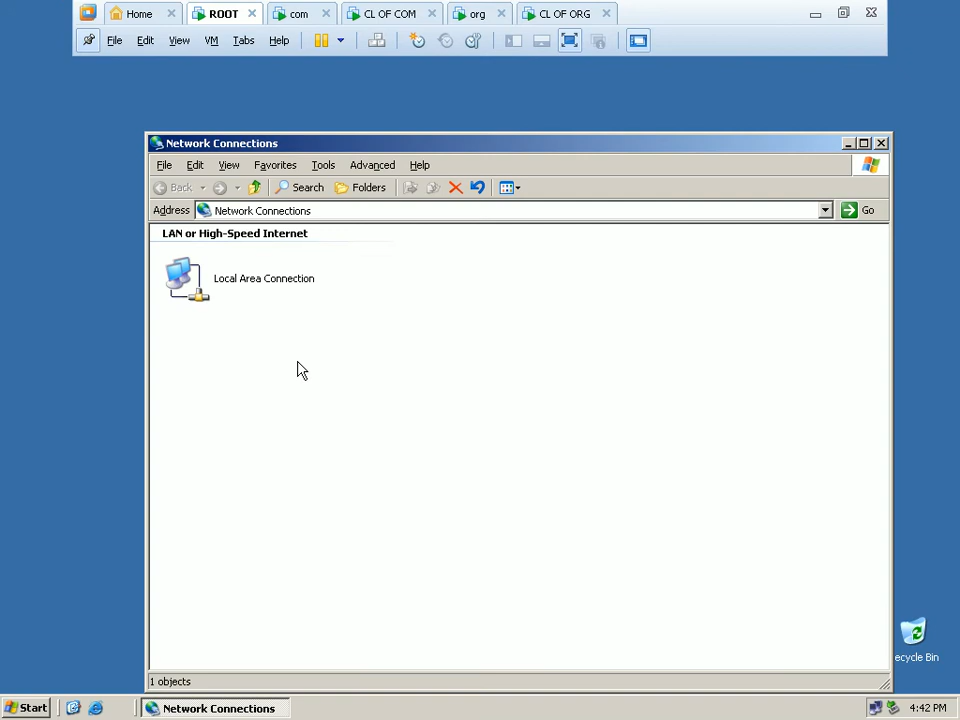 Home ROOT com CL OF COM org CL OF ORG
File Edit View VM Tabs Help
Network Connections
File Edit View Favorites Tools Advanced Help
Back Search Folders
Address Network Connections Go
LAN or High-Speed Internet
Local Area Connection
ecycle Bin
1 objects
Start Network Connections 4:42 PM